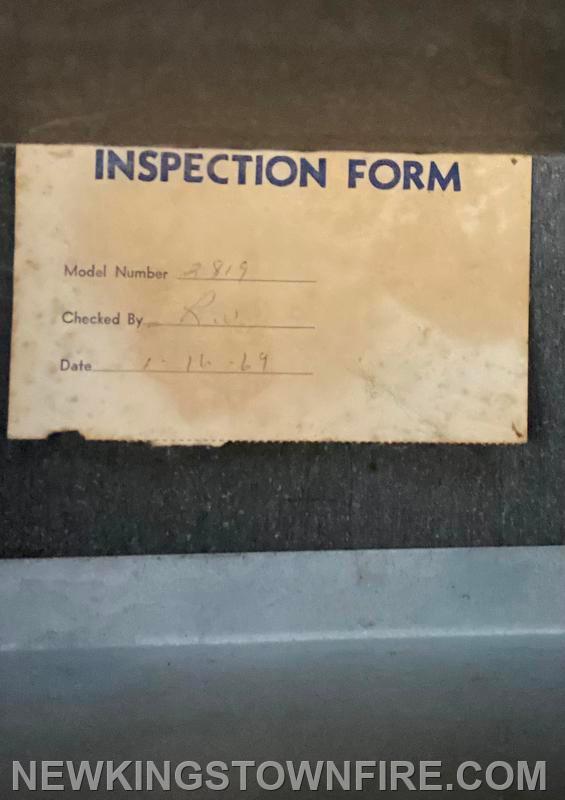 INSPECTION FORM
Model Number 2819
Checked By R.
Date 1-16-69
NEWKINGSTOWNFIRE.COM